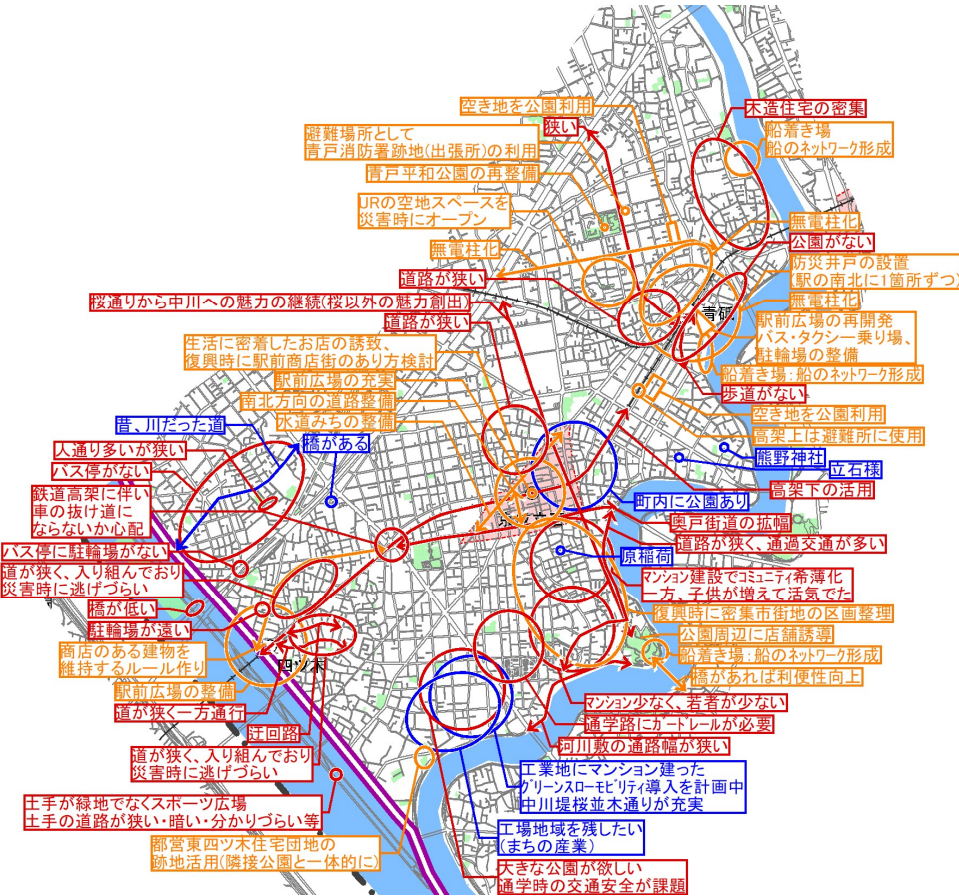 空き地を公園利用
木造住宅の密集
狭い
船着き場
船のネットワーク形成
避難場所として
青戸消防署跡地(出張所)の利用
青戸平和公園の再整備
URの空地スペースを
災害時にオープン
無電柱化
無電柱化
公園がない
道路が狭い
防災井戸の設置
(駅の南北に1箇所ずつ)
桜通りから中川への魅力の継続(桜以外の魅力創出)
無電柱化
青砥
道路が狭い
駅前広場の再開発
バス・タクシー乗り場、
駐輪場の整備
生活に密着したお店の誘致、
復興時に駅前商店街のあり方検討
駅前広場の充実
船着き場:船のネットワーク形成
南北方向の道路整備
歩道がない
水道みちの整備
空き地を公園利用
昔、川だった道
高架上は避難所に使用
人通り多いが狭い
橋がある
熊野神社
バス停がない
立石様
鉄道高架に伴い
車の抜け道に
ならないか心配
高架下の活用
町内に公園あり
奥戸街道の拡幅
バス停に駐輪場がない
道路が狭く、通過交通が多い
原稲荷
道が狭く、入り組んでおり
災害時に逃げづらい
マンション建設でコミュニティ希薄化
一方、子供が増えて活気でた
橋が低い
復興時に密集市街地の区画整理
駐輪場が遠い
公園周辺に店舗誘導
商店のある建物を
維持するルール作り
船着き場:船のネットワーク形成
四ツ木
橋があれば利便性向上
駅前広場の整備
マンション少なく、若者が少ない
道が狭く一方通行
通学路にガードレールが必要
迂回路
河川敷の通路幅が狭い
道が狭く、入り組んでおり
災害時に逃げづらい
工業地にマンション建った
グリーンスローモビリティ導入を計画中
中川堤桜並木通りが充実
土手が緑地でなくスポーツ広場
土手の道路が狭い・暗い・分かりづらい等
工場地域を残したい
(まちの産業)
都営東四ツ木住宅団地の
跡地活用(隣接公園と一体的に)
大きな公園が欲しい
通学時の交通安全が課題